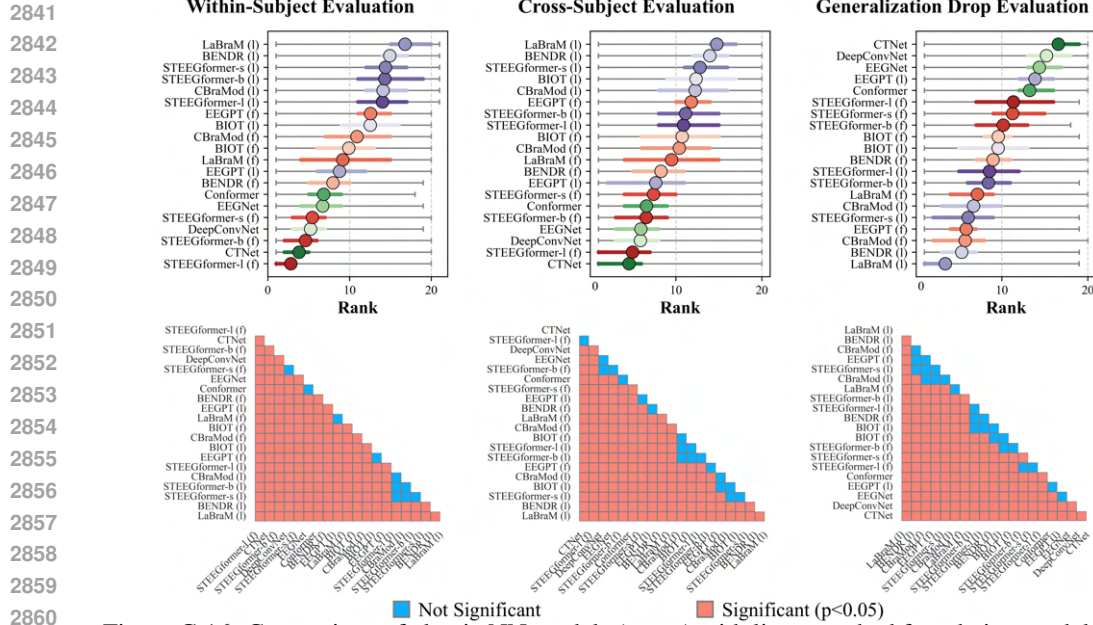 2841
2842
2843
2844
2845
2846
2847
2848
2849
2850
2851
2852
2853
2854
2855
2856
2857
2858
2859
2860
Within-Subject Evaluation
LaBraM (l)
BENDR (l)
STEEGformer-s (l)
STEEGformer-b (l)
CBraMod (l)
STEEGformer-l (l)
EEGPT (f)
BIOT (l)
CBraMod (f)
BIOT (f)
LaBraM (f)
EEGPT (l)
BENDR (f)
Conformer
EEGNet
STEEGformer-s (f)
DeepConvNet
STEEGformer-b (f)
CTNet
STEEGformer-l (f)
0 10 20
Rank
Cross-Subject Evaluation
LaBraM (l)
BENDR (l)
STEEGformer-s (l)
BIOT (l)
CBraMod (l)
EEGPT (f)
STEEGformer-b (l)
STEEGformer-l (l)
BIOT (f)
CBraMod (f)
LaBraM (f)
BENDR (f)
EEGPT (l)
STEEGformer-s (f)
Conformer
STEEGformer-b (f)
EEGNet
DeepConvNet
STEEGformer-l (f)
CTNet
0 10 20
Rank
Generalization Drop Evaluation
CTNet
DeepConvNet
EEGNet
EEGPT (l)
Conformer
STEEGformer-l (f)
STEEGformer-s (f)
STEEGformer-b (f)
BIOT (f)
BIOT (l)
BENDR (f)
STEEGformer-l (l)
STEEGformer-b (l)
LaBraM (f)
CBraMod (l)
STEEGformer-s (l)
EEGPT (f)
CBraMod (f)
BENDR (l)
LaBraM (l)
0 10 20
Rank
STEEGformer-l (f)
CTNet
STEEGformer-b (f)
DeepConvNet
STEEGformer-s (f)
EEGNet
Conformer
BENDR (f)
EEGPT (l)
LaBraM (f)
BIOT (f)
CBraMod (f)
BIOT (l)
EEGPT (f)
STEEGformer-l (l)
CBraMod (l)
STEEGformer-b (l)
STEEGformer-s (l)
BENDR (l)
LaBraM (l)
CTNet
STEEGformer-l (f)
DeepConvNet
EEGNet
STEEGformer-b (f)
Conformer
STEEGformer-s (f)
EEGPT (l)
BENDR (f)
LaBraM (f)
CBraMod (f)
BIOT (f)
STEEGformer-l (l)
STEEGformer-b (l)
EEGPT (f)
CBraMod (l)
BIOT (l)
STEEGformer-s (l)
BENDR (l)
LaBraM (l)
LaBraM (l)
BENDR (l)
CBraMod (f)
EEGPT (f)
STEEGformer-s (l)
CBraMod (l)
LaBraM (f)
STEEGformer-b (l)
STEEGformer-l (l)
BENDR (f)
BIOT (l)
BIOT (f)
STEEGformer-b (f)
STEEGformer-s (f)
STEEGformer-l (f)
Conformer
EEGPT (l)
EEGNet
DeepConvNet
CTNet
Not Significant
Significant (p<0.05)